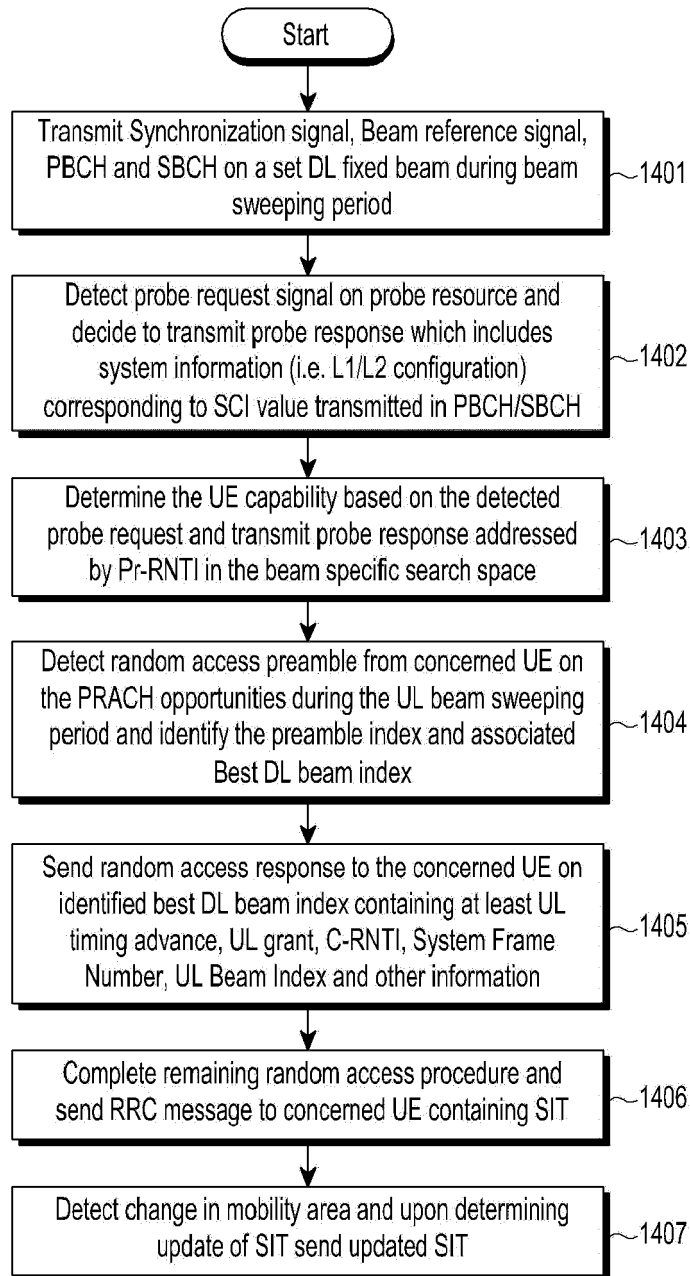 Start
Transmit Synchronization signal, Beam reference signal,
PBCH and SBCH on a set DL fixed beam during beam
sweeping period
1401
Detect probe request signal on probe resource and
decide to transmit probe response which includes
system information (i.e. L1/L2 configuration)
corresponding to SCI value transmitted in PBCH/SBCH
1402
Determine the UE capability based on the detected
probe request and transmit probe response addressed
by Pr-RNTI in the beam specific search space
1403
Detect random access preamble from concerned UE on
the PRACH opportunities during the UL beam sweeping
period and identify the preamble index and associated
Best DL beam index
1404
Send random access response to the concerned UE on
identified best DL beam index containing at least UL
timing advance, UL grant, C-RNTI, System Frame
Number, UL Beam Index and other information
1405
Complete remaining random access procedure and
send RRC message to concerned UE containing SIT
1406
Detect change in mobility area and upon determining
update of SIT send updated SIT
1407